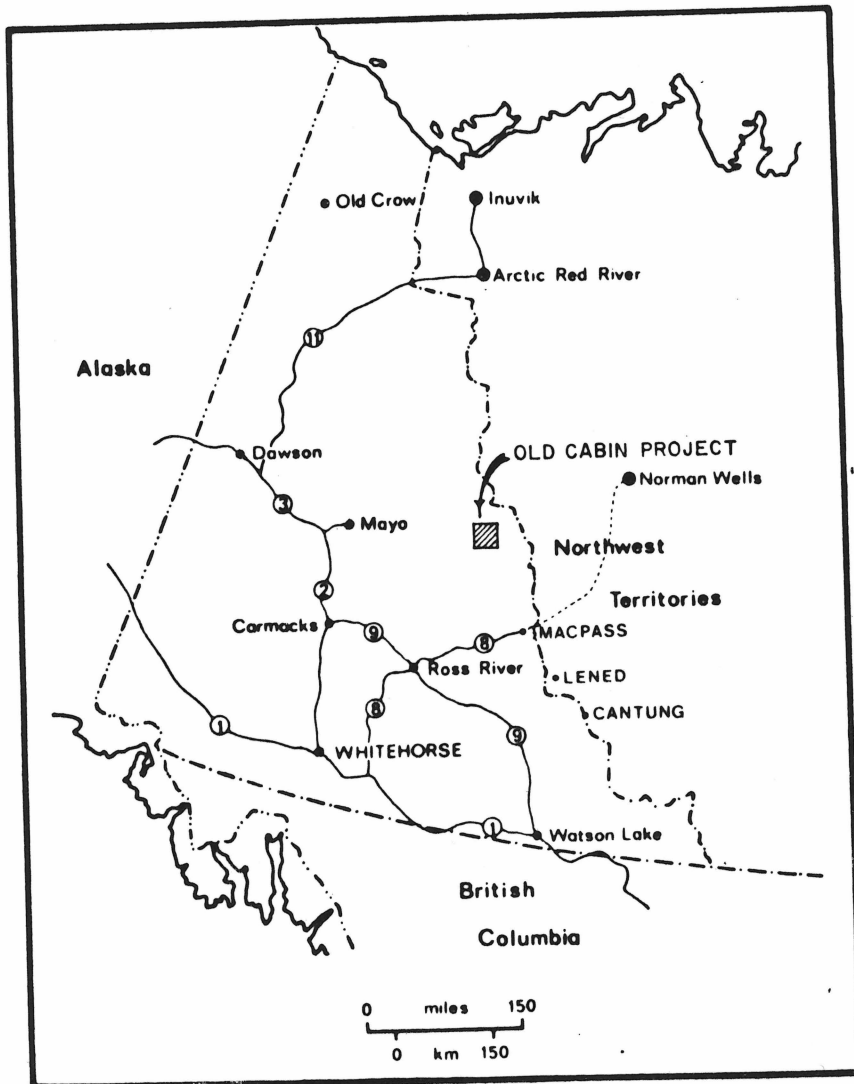 Old Crow
Inuvik
Arctic Red River
11
Alaska
OLD CABIN PROJECT
Dawson
Norman Wells
3
Mayo
Northwest
2
Territories
Carmacks
9
8
MACPASS
Ross River
LENED
8
CANTUNG
1
9
WHITEHORSE
1
Watson Lake
British
Columbia
0 miles 150
0 km 150